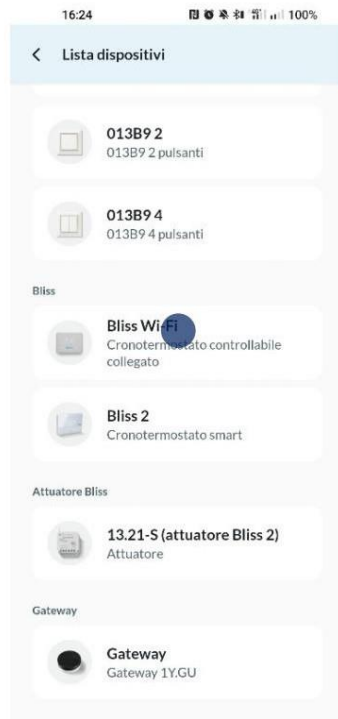 16:24 100%
Lista dispositivi
013B9 2
013B9 2 pulsanti
013B9 4
013B9 4 pulsanti
Bliss
Bliss Wi-Fi
Cronotermostato controllabile
collegato
Bliss 2
Cronotermostato smart
Attuatore Bliss
13.21-S (attuatore Bliss 2)
Attuatore
Gateway
Gateway
Gateway 1Y.GU